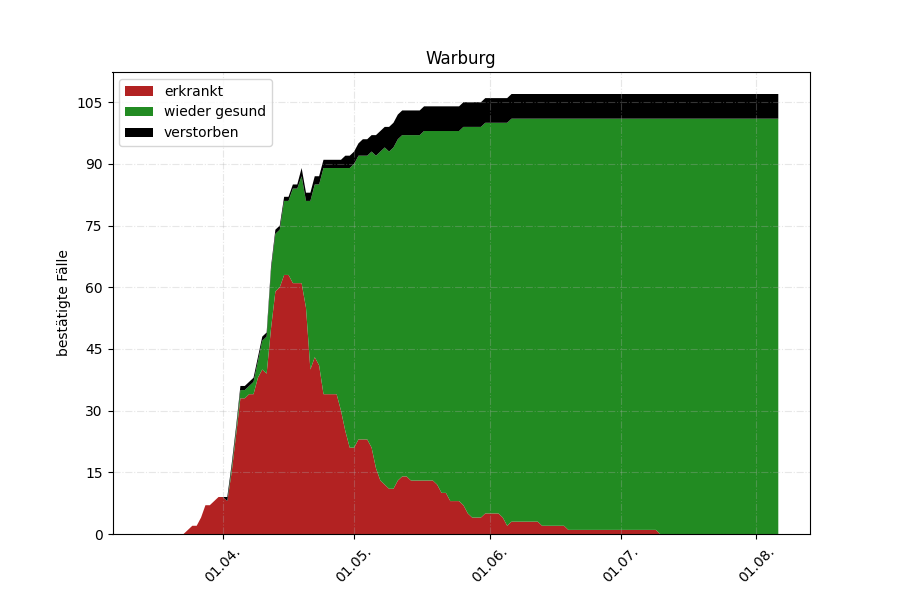 Warburg
erkrankt
wieder gesund
verstorben
bestätigte Fälle
105
90
75
60
45
30
15
0
01.04.
01.05.
01.06.
01.07.
01.08.